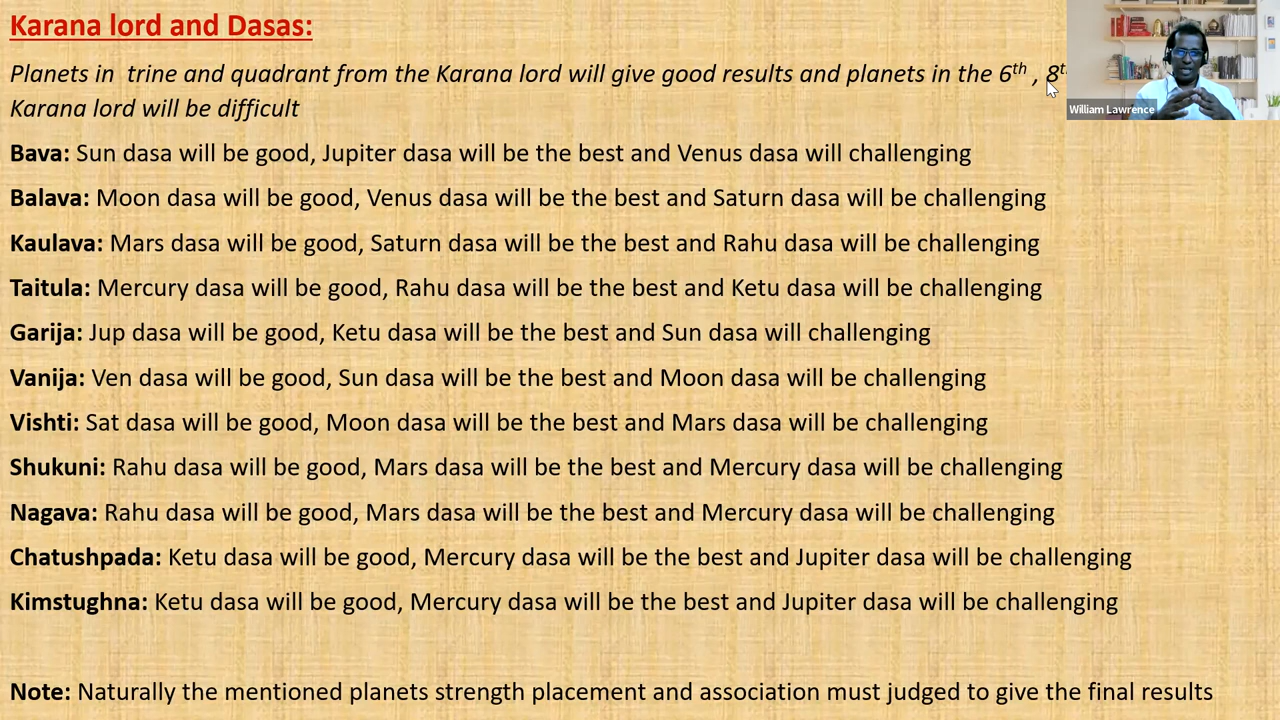 Karana lord and Dasas:
Planets in trine and quadrant from the Karana lord will give good results and planets in the 6th , 8t
Karana lord will be difficult
William Lawrence
Bava: Sun dasa will be good, Jupiter dasa will be the best and Venus dasa will challenging
Balava: Moon dasa will be good, Venus dasa will be the best and Saturn dasa will be challenging
Kaulava: Mars dasa will be good, Saturn dasa will be the best and Rahu dasa will be challenging
Taitula: Mercury dasa will be good, Rahu dasa will be the best and Ketu dasa will be challenging
Garija: Jup dasa will be good, Ketu dasa will be the best and Sun dasa will challenging
Vanija: Ven dasa will be good, Sun dasa will be the best and Moon dasa will be challenging
Vishti: Sat dasa will be good, Moon dasa will be the best and Mars dasa will be challenging
Shukuni: Rahu dasa will be good, Mars dasa will be the best and Mercury dasa will be challenging
Nagava: Rahu dasa will be good, Mars dasa will be the best and Mercury dasa will be challenging
Chatushpada: Ketu dasa will be good, Mercury dasa will be the best and Jupiter dasa will be challenging
Kimstughna: Ketu dasa will be good, Mercury dasa will be the best and Jupiter dasa will be challenging
Note: Naturally the mentioned planets strength placement and association must judged to give the final results